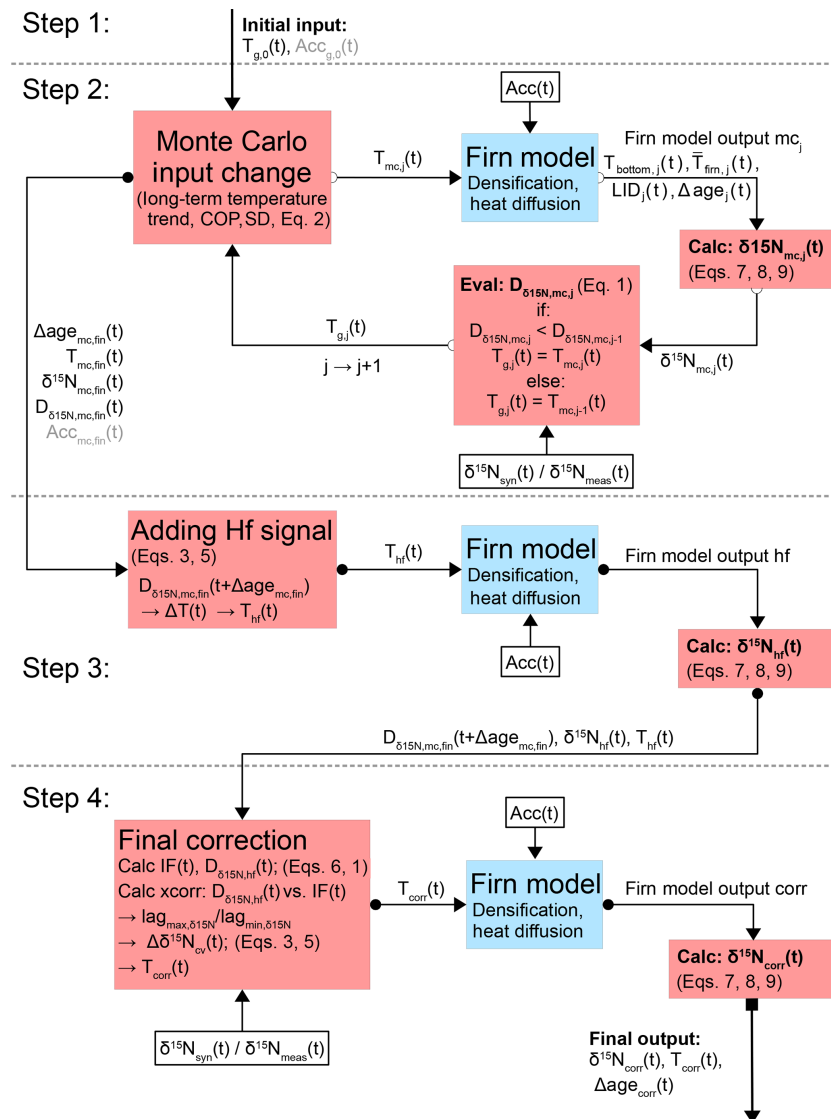 Step 1:
Initial input:
T_g,0(t), Acc_g,0(t)
Step 2:
Monte Carlo
input change
(long-term temperature
trend, COP,SD, Eq. 2)
T_mc,j(t)
Acc(t)
Firn model
Densification,
heat diffusion
Firn model output mc_j
T_bottom,j(t), T̅_firn,j(t),
LID_j(t), Δage_j(t)
Calc: δ15N_mc,j(t)
(Eqs. 7, 8, 9)
δ¹⁵N_mc,j(t)
Eval: D_δ15N,mc,j (Eq. 1)
if:
D_δ15N,mc,j < D_δ15N,mc,j-1
T_g,j(t) = T_mc,j(t)
else:
T_g,j(t) = T_mc,j-1(t)
δ¹⁵N_syn(t) / δ¹⁵N_meas(t)
T_g,j(t)
j → j+1
Δage_mc,fin(t)
T_mc,fin(t)
δ¹⁵N_mc,fin(t)
D_δ15N,mc,fin(t)
Acc_mc,fin(t)
Adding Hf signal
(Eqs. 3, 5)
D_δ15N,mc,fin(t+Δage_mc,fin)
→ ΔT(t) → T_hf(t)
T_hf(t)
Firn model
Densification,
heat diffusion
Acc(t)
Firn model output hf
Calc: δ¹⁵N_hf(t)
(Eqs. 7, 8, 9)
Step 3:
D_δ15N,mc,fin(t+Δage_mc,fin), δ¹⁵N_hf(t), T_hf(t)
Step 4:
Final correction
Calc IF(t), D_δ15N,hf(t); (Eqs. 6, 1)
Calc xcorr: D_δ15N,hf(t) vs. IF(t)
→ lag_max,δ15N/lag_min,δ15N
→ Δδ¹⁵N_cv(t); (Eqs. 3, 5)
→ T_corr(t)
δ¹⁵N_syn(t) / δ¹⁵N_meas(t)
T_corr(t)
Acc(t)
Firn model
Densification,
heat diffusion
Firn model output corr
Calc: δ¹⁵N_corr(t)
(Eqs. 7, 8, 9)
Final output:
δ¹⁵N_corr(t), T_corr(t),
Δage_corr(t)